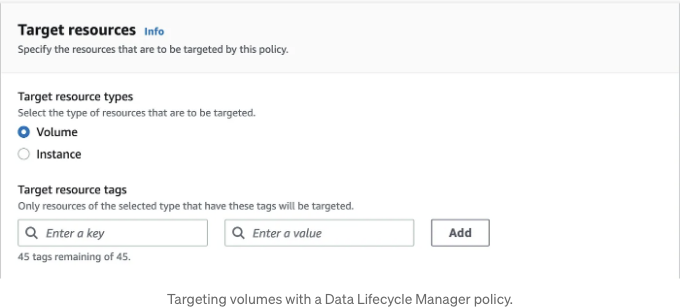 Target resources Info
Specify the resources that are to be targeted by this policy.
Target resource types
Select the type of resources that are to be targeted.
Volume
Instance
Target resource tags
Only resources of the selected type that have these tags will be targeted.
Enter a key Enter a value Add
45 tags remaining of 45.
Targeting volumes with a Data Lifecycle Manager policy.